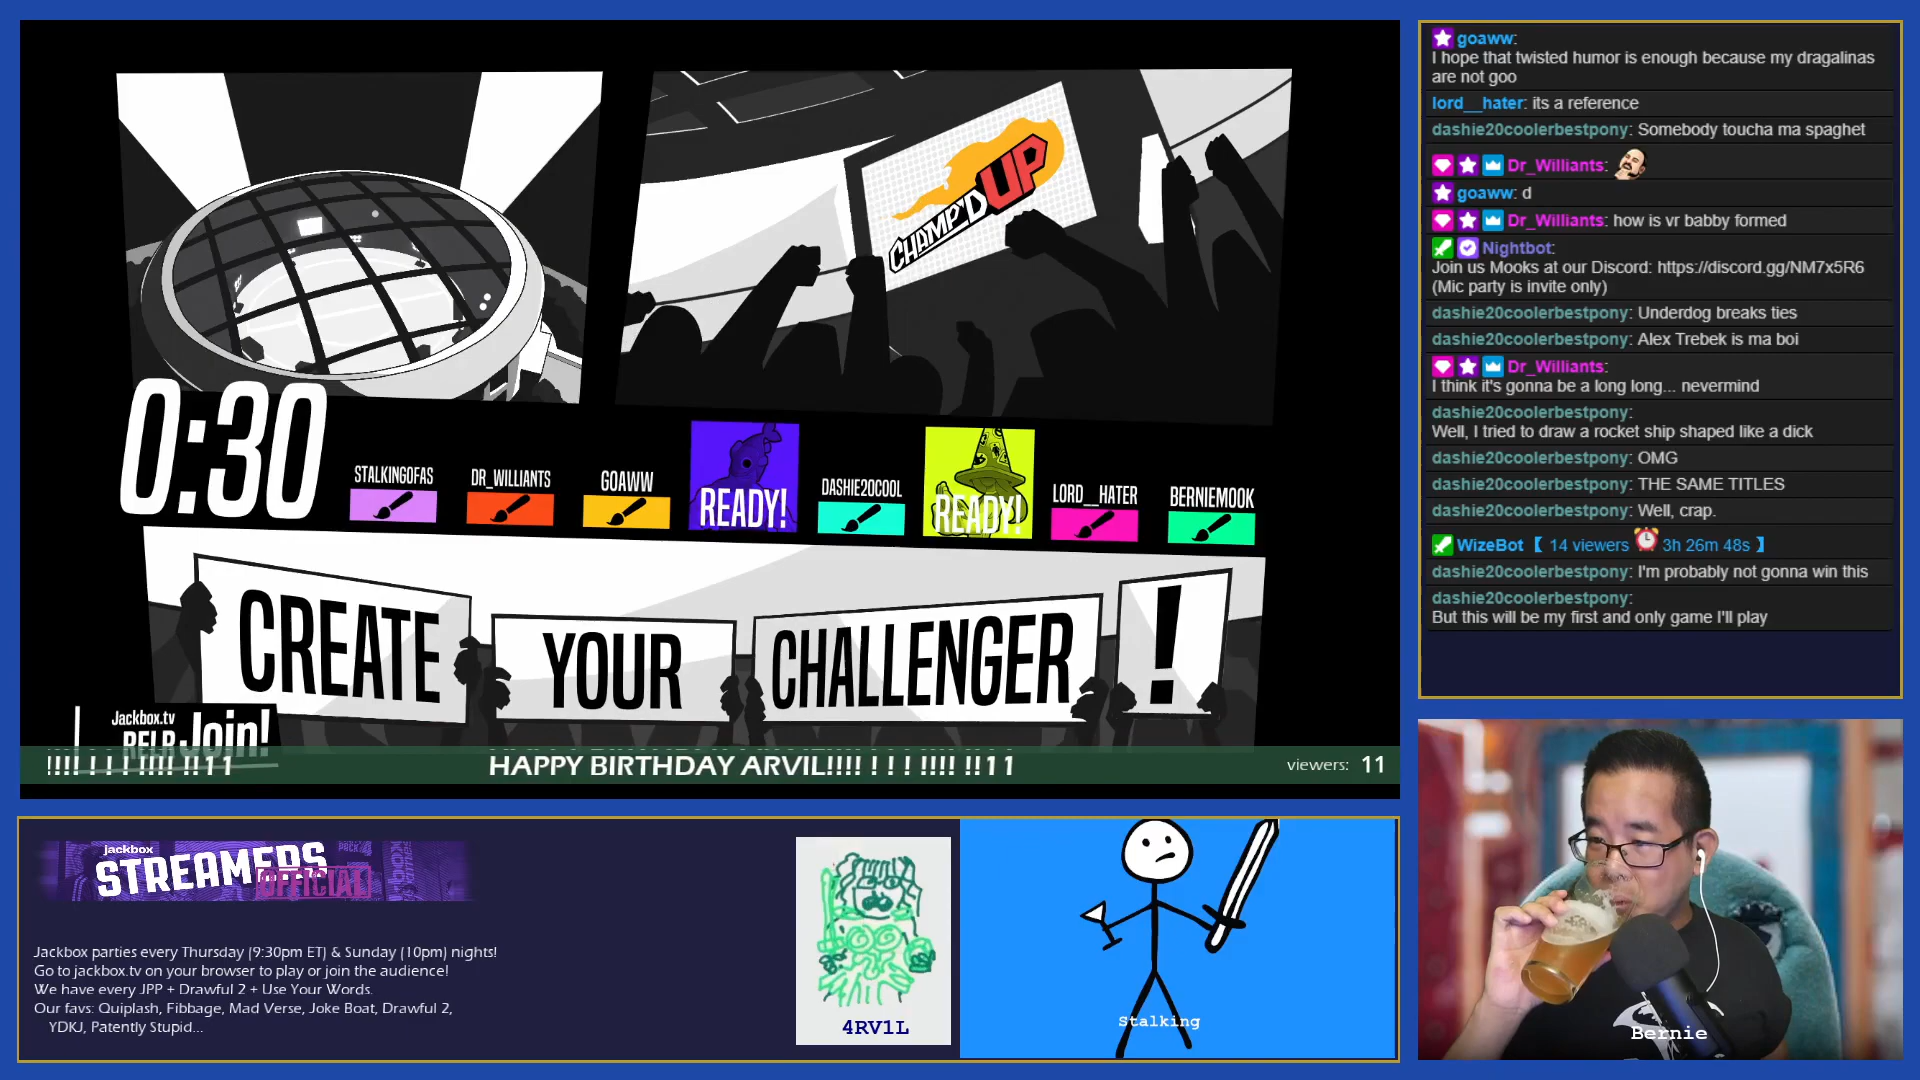 CHAMP'D UP
0:30
STALKINGOFAS
DR_WILLIANTS
GOAWW
READY!
DASHIE20COOL
READY!
LORD__HATER
BERNIEMOOK
CREATE
YOUR
CHALLENGER
!
Jackbox.tv
Join!
!!!! ! ! ! !!!! !!11
HAPPY BIRTHDAY ARVIL!!!! ! ! ! !!!! !!11
viewers: 11
jackbox
STREAMERS
OFFICIAL
Jackbox parties every Thursday (9:30pm ET) & Sunday (10pm) nights!
Go to jackbox.tv on your browser to play or join the audience!
We have every JPP + Drawful 2 + Use Your Words.
Our favs: Quiplash, Fibbage, Mad Verse, Joke Boat, Drawful 2,
YDKJ, Patently Stupid...
4RV1L
Stalking
goaww:
I hope that twisted humor is enough because my dragalinas
are not goo
lord__hater: its a reference
dashie20coolerbestpony: Somebody toucha ma spaghet
Dr_Williants:
goaww: d
Dr_Williants: how is vr babby formed
Nightbot:
Join us Mooks at our Discord: https://discord.gg/NM7x5R6
(Mic party is invite only)
dashie20coolerbestpony: Underdog breaks ties
dashie20coolerbestpony: Alex Trebek is ma boi
Dr_Williants:
I think it's gonna be a long long... nevermind
dashie20coolerbestpony:
Well, I tried to draw a rocket ship shaped like a dick
dashie20coolerbestpony: OMG
dashie20coolerbestpony: THE SAME TITLES
dashie20coolerbestpony: Well, crap.
WizeBot【 14 viewers 3h 26m 48s 】
dashie20coolerbestpony: I'm probably not gonna win this
dashie20coolerbestpony:
But this will be my first and only game I'll play
Bernie